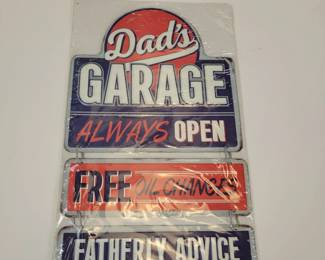 Dad's
GARAGE
ALWAYS OPEN
FREE OIL CHANGES
FATHERLY ADVICE